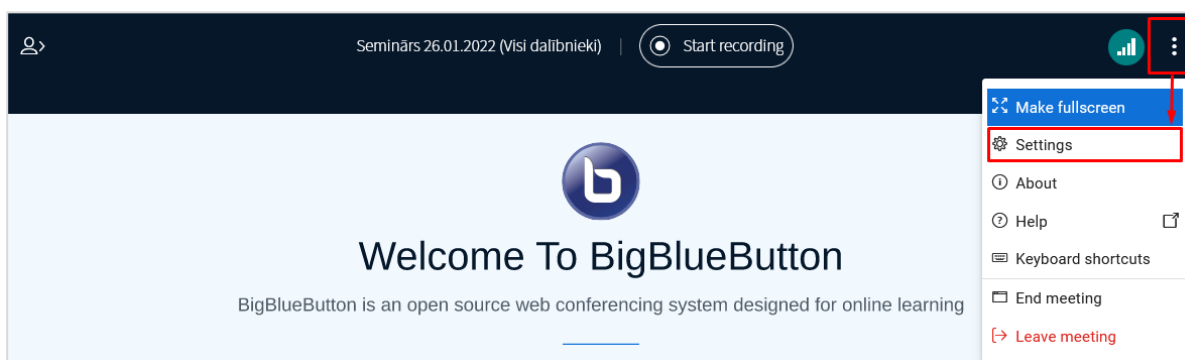 Seminārs 26.01.2022 (Visi dalībnieki) | Start recording
Make fullscreen
Settings
About
Help
Keyboard shortcuts
End meeting
Leave meeting
Welcome To BigBlueButton
BigBlueButton is an open source web conferencing system designed for online learning